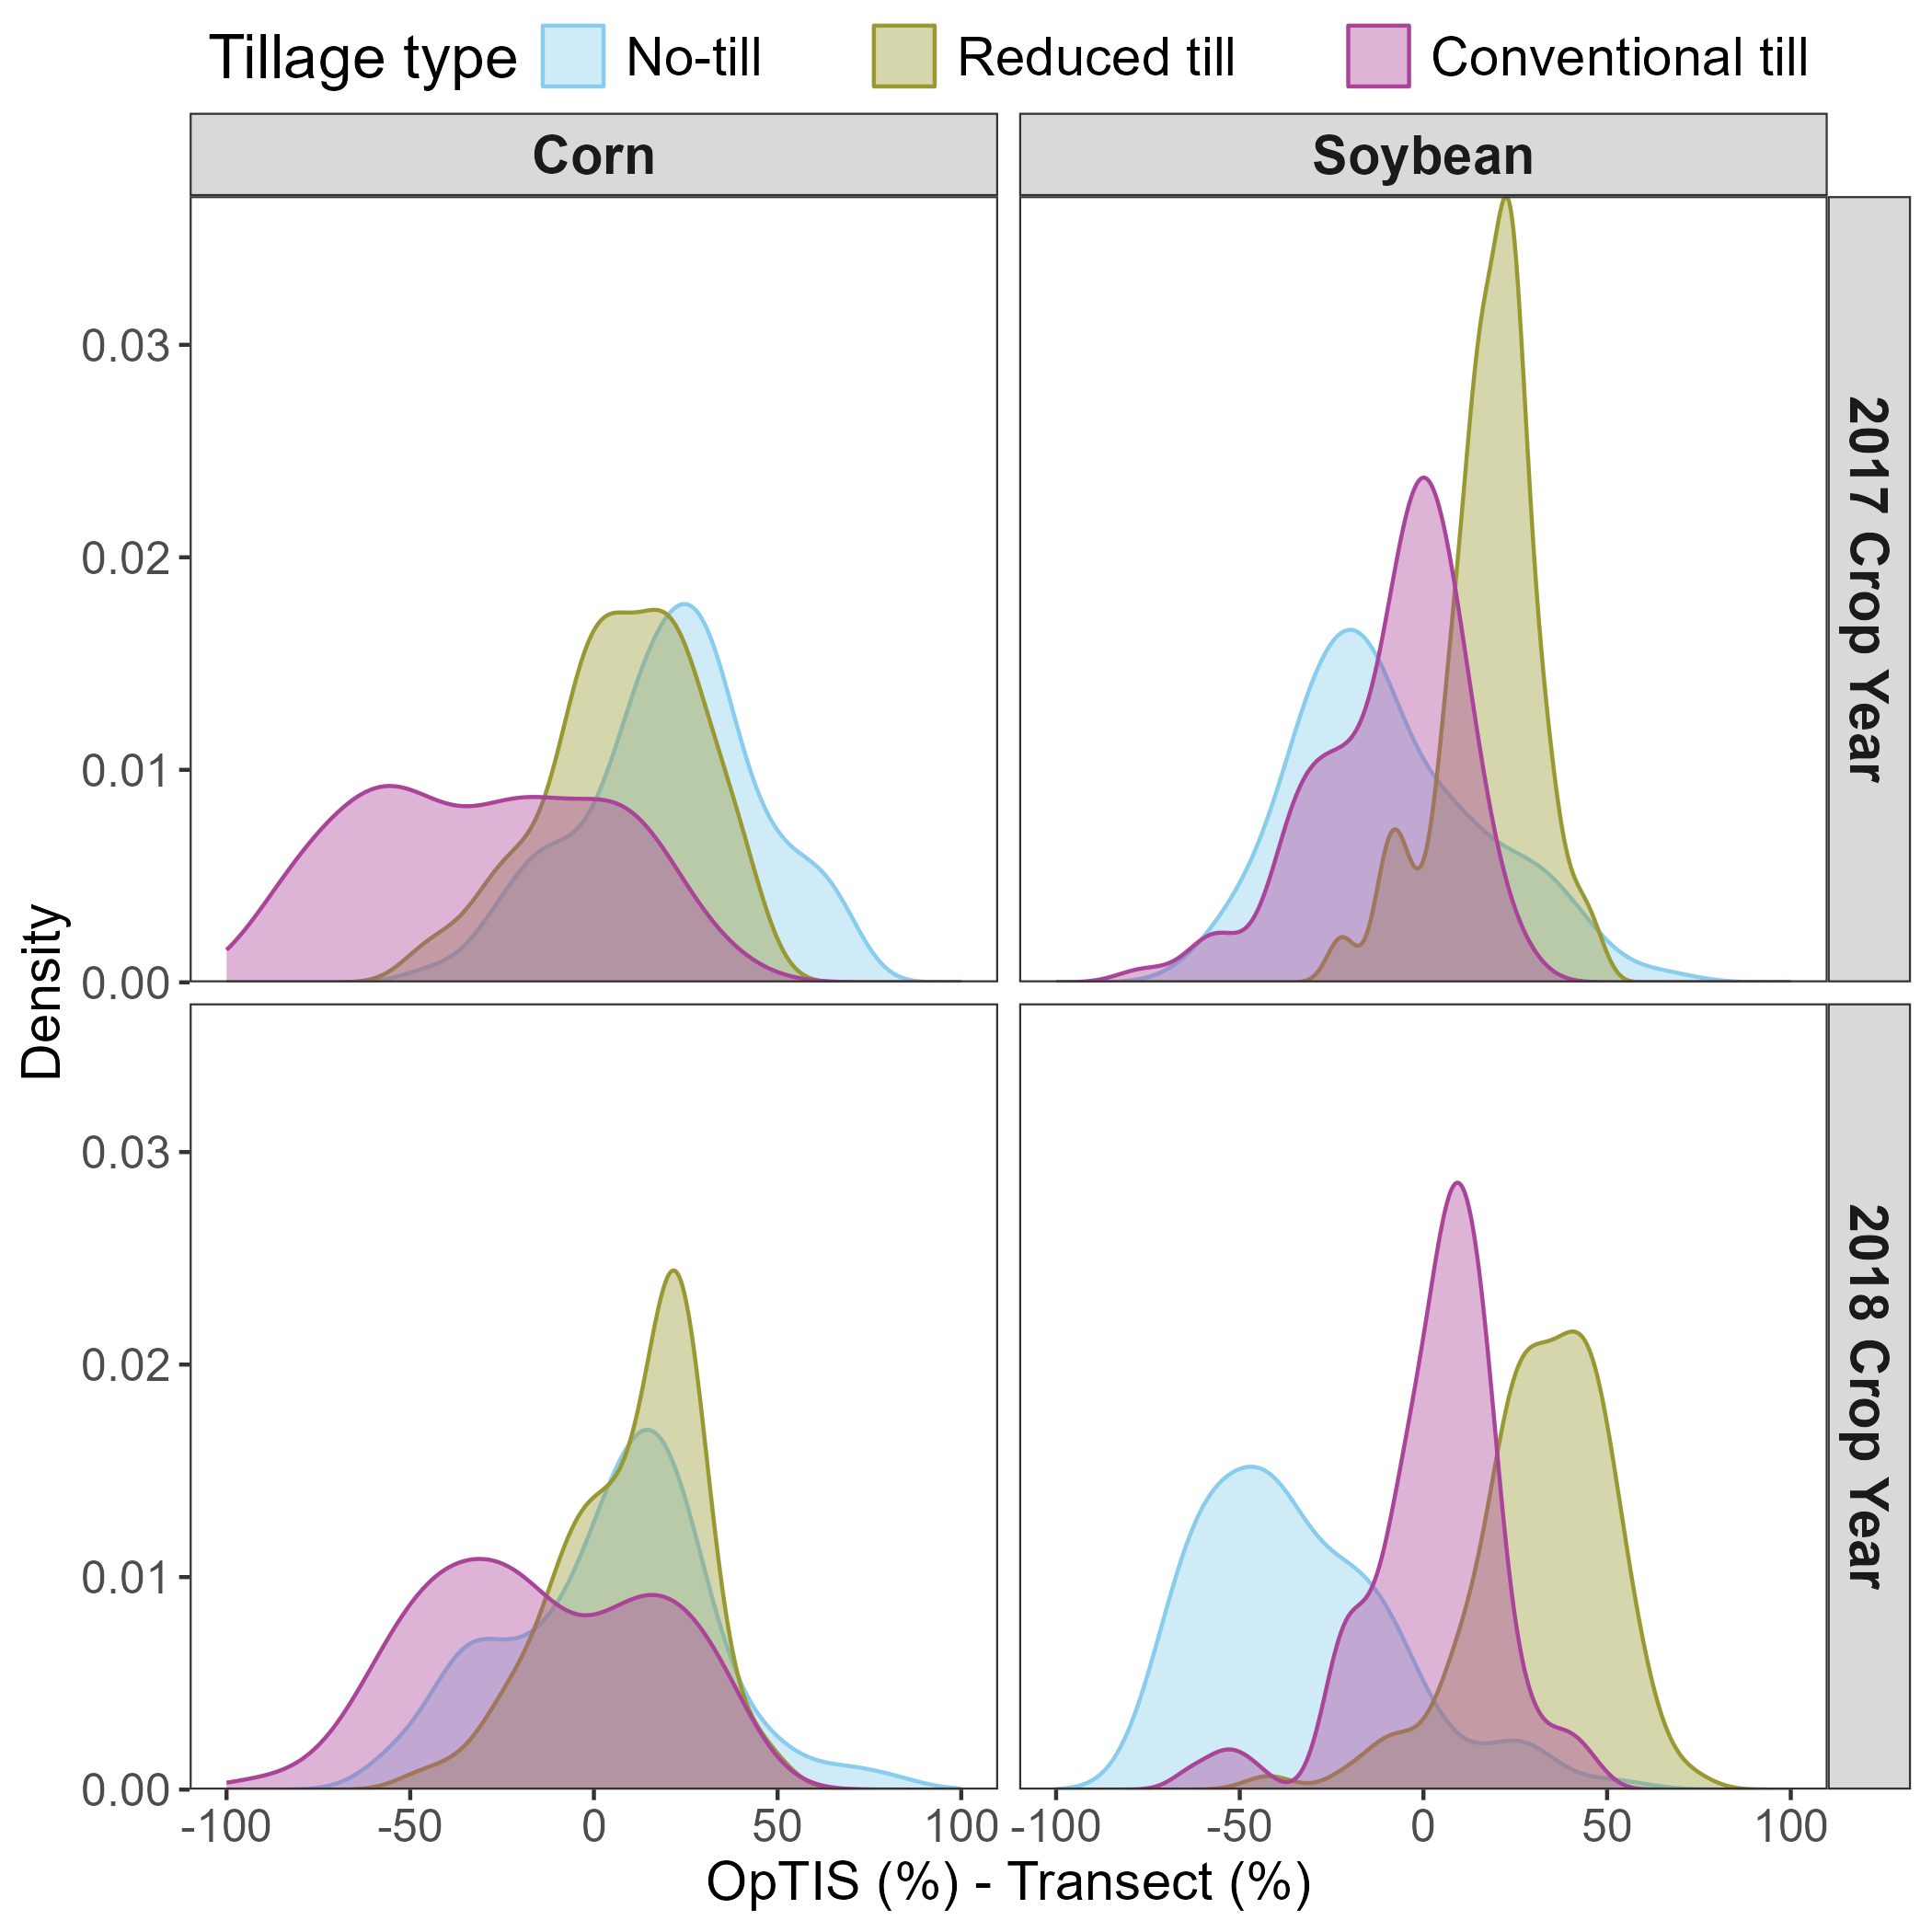 Tillage type No-till Reduced till Conventional till
Corn Soybean
0.03
0.02
0.01
0.00
2017 Crop Year
Density
0.03
0.02
0.01
0.00
2018 Crop Year
-100 -50 0 50 100 -100 -50 0 50 100
OpTIS (%) - Transect (%)